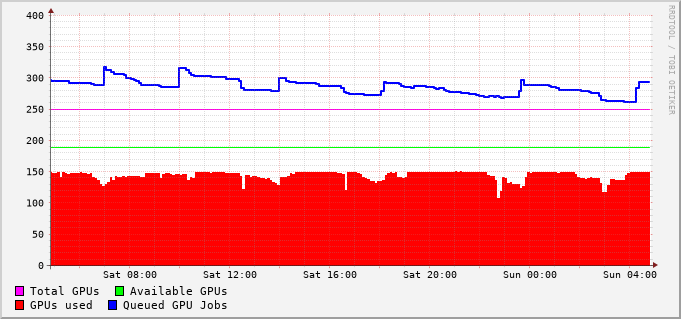 400
350
300
250
200
150
100
50
0
Sat 08:00 Sat 12:00 Sat 16:00 Sat 20:00 Sun 00:00 Sun 04:00
Total GPUs Available GPUs
GPUs used Queued GPU Jobs
RRDTOOL / TOBI OETIKER